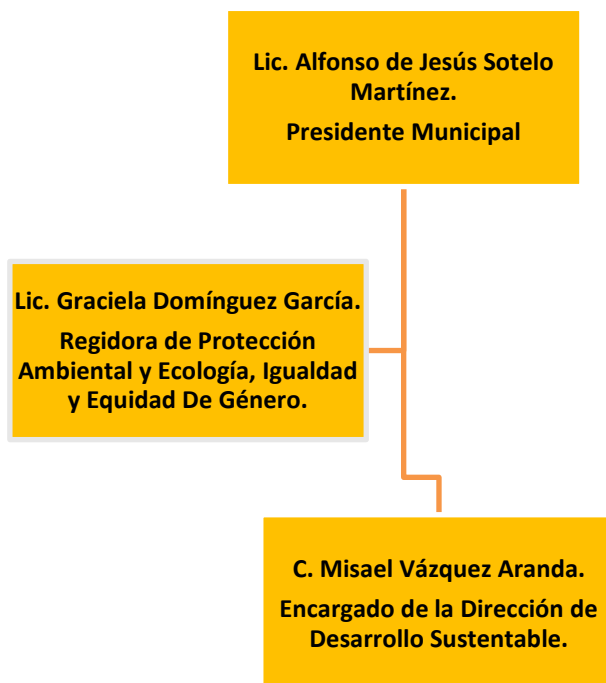 Lic. Alfonso de Jesús Sotelo
Martínez.
Presidente Municipal
Lic. Graciela Domínguez García.
Regidora de Protección
Ambiental y Ecología, Igualdad
y Equidad De Género.
C. Misael Vázquez Aranda.
Encargado de la Dirección de
Desarrollo Sustentable.